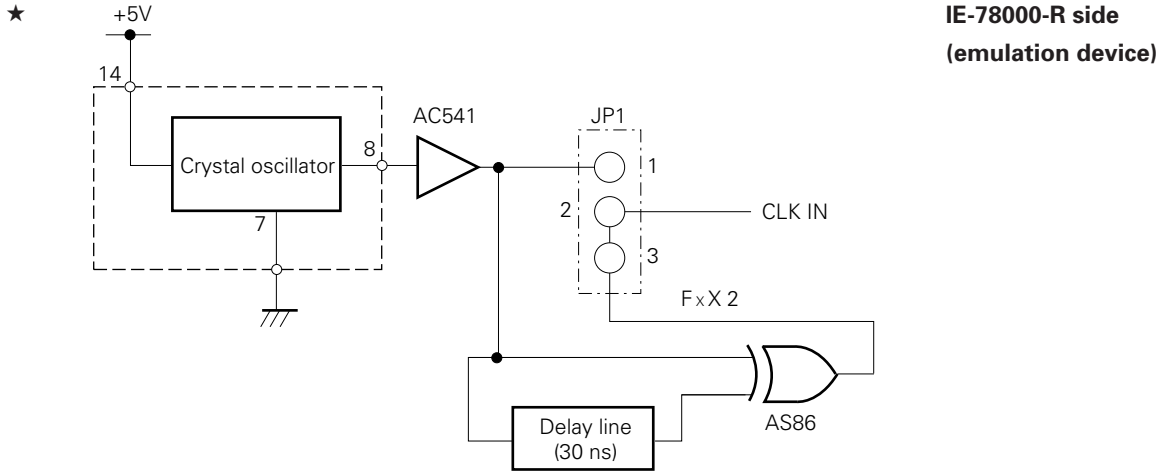 ★
+5V
IE-78000-R side
(emulation device)
14
AC541
JP1
Crystal oscillator
8
1
2
CLK IN
7
3
FxX 2
Delay line
(30 ns)
AS86